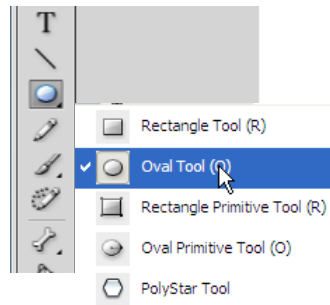 T
Rectangle Tool (R)
Oval Tool (O)
Rectangle Primitive Tool (R)
Oval Primitive Tool (O)
PolyStar Tool